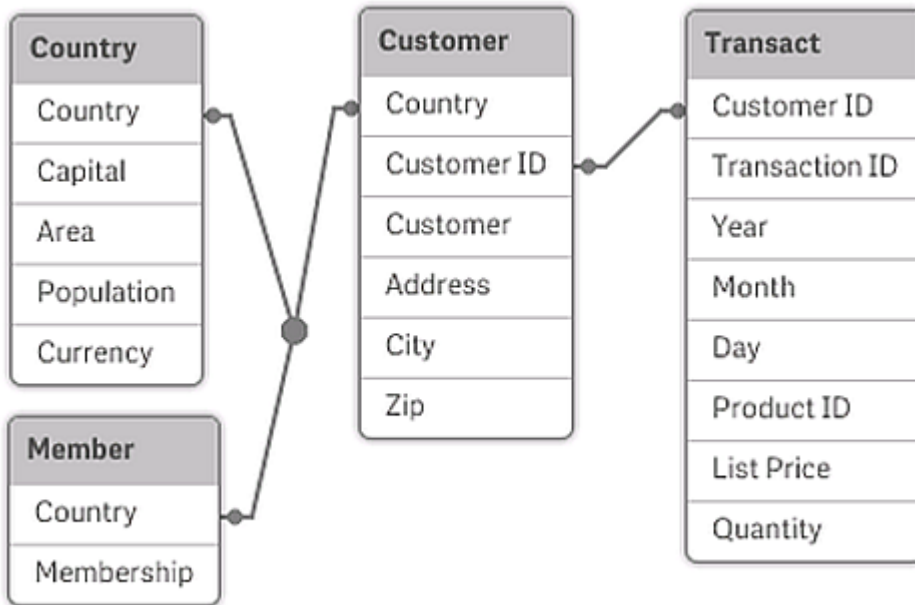 Country
Country
Capital
Area
Population
Currency
Member
Country
Membership
Customer
Country
Customer ID
Customer
Address
City
Zip
Transact
Customer ID
Transaction ID
Year
Month
Day
Product ID
List Price
Quantity